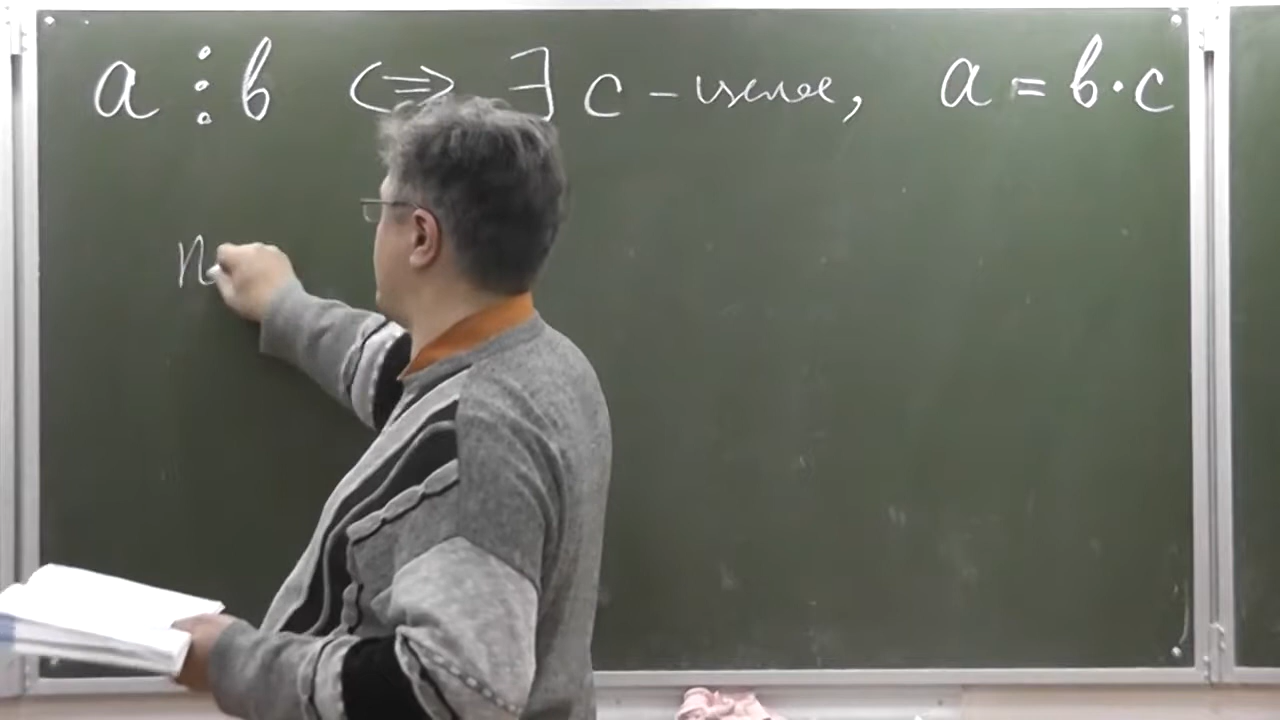 a ⋮ b ⇔ ∃ c – целое, a = b · c
n